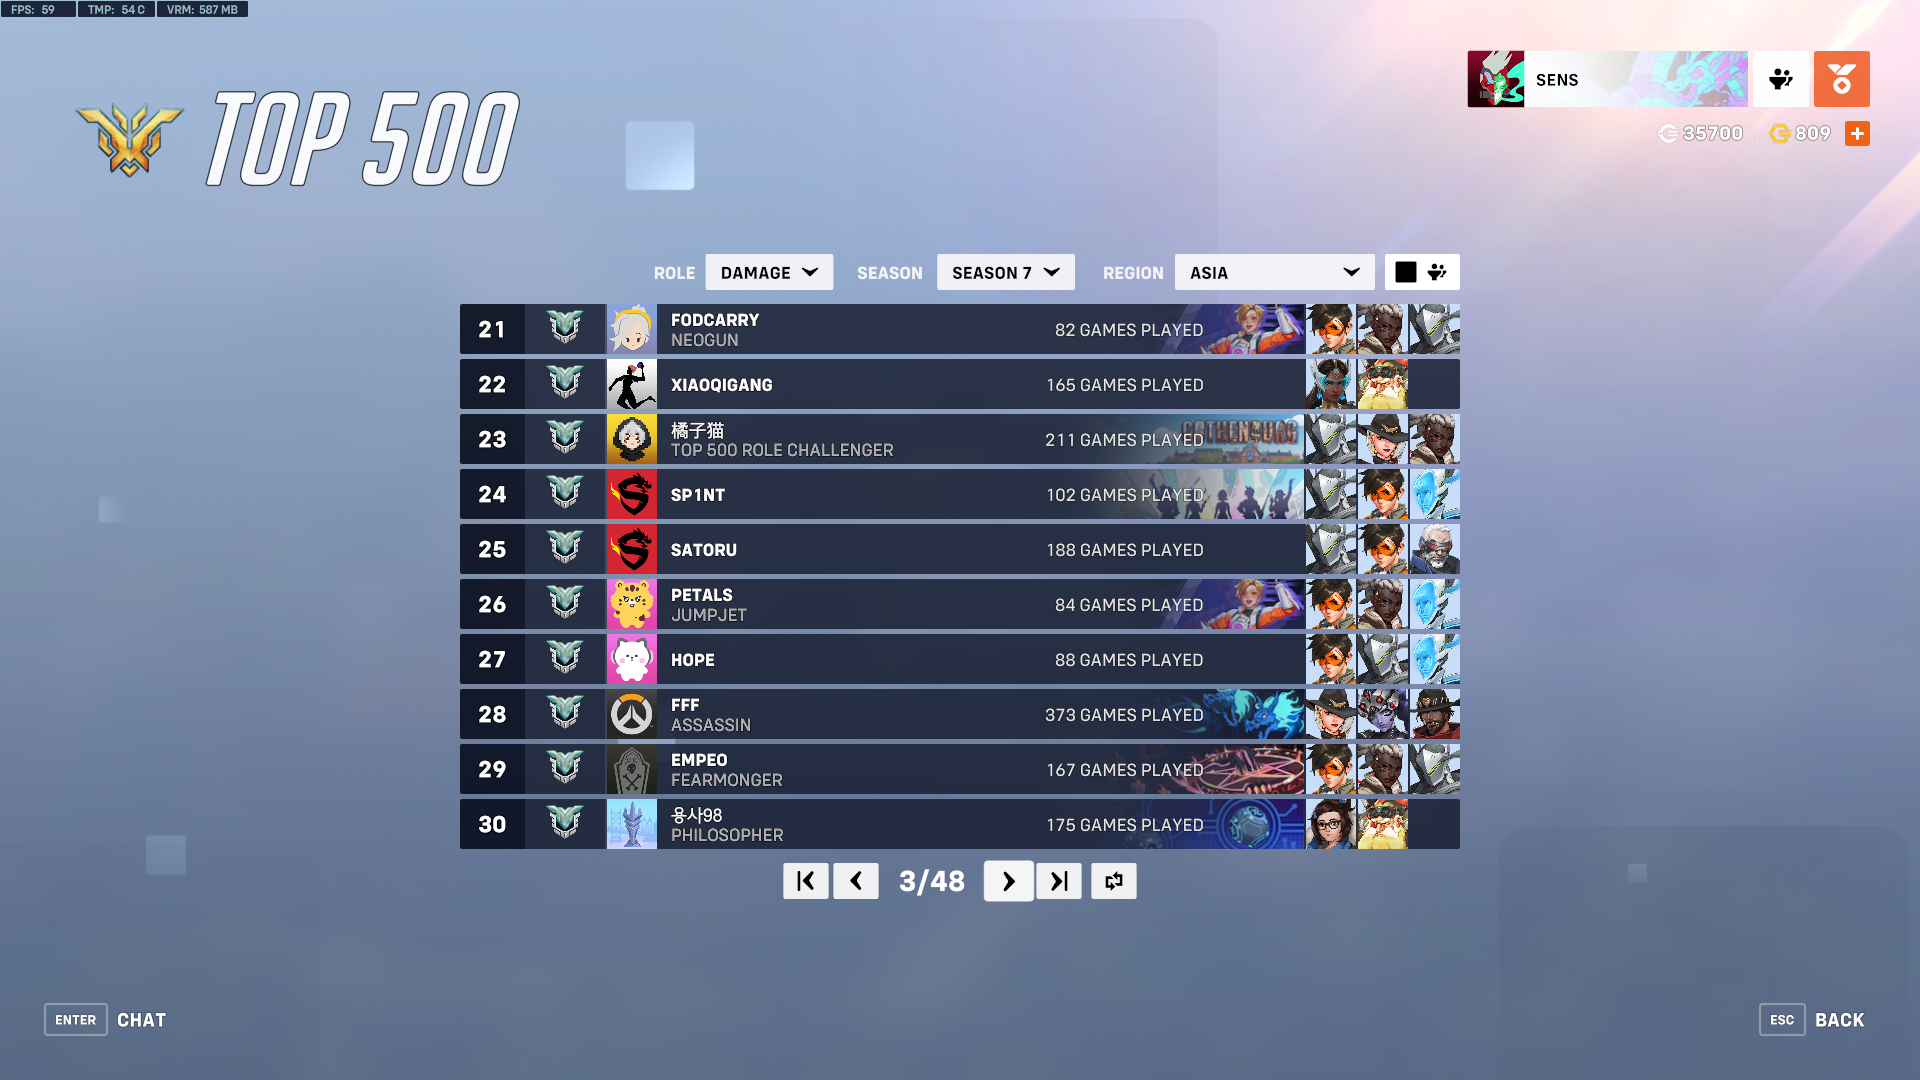 FPS: 59 TMP: 54 C VRM: 587 MB
TOP 500
SENS
35700 809
ROLE DAMAGE SEASON SEASON 7 REGION ASIA
21 FODCARRY 82 GAMES PLAYED
NEOGUN
22 XIAOQIGANG 165 GAMES PLAYED
23 橘子猫 211 GAMES PLAYED GOTHENBURG
TOP 500 ROLE CHALLENGER
24 SP1NT 102 GAMES PLAYED
25 SATORU 188 GAMES PLAYED
26 PETALS 84 GAMES PLAYED
JUMPJET
27 HOPE 88 GAMES PLAYED
28 FFF 373 GAMES PLAYED
ASSASSIN
29 EMPEO 167 GAMES PLAYED
FEARMONGER
30 용사98 175 GAMES PLAYED
PHILOSOPHER
3/48
ENTER CHAT
ESC BACK